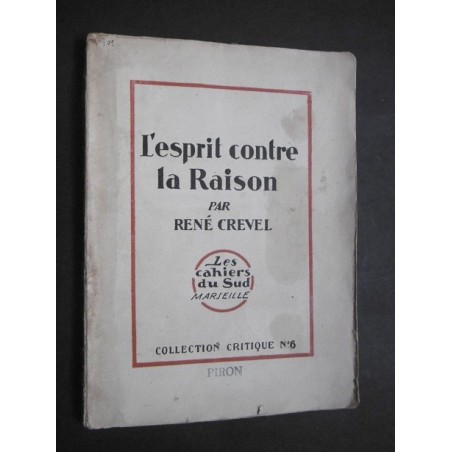 L'esprit contre
la Raison
PAR
RENÉ CREVEL
Les
cahiers
du Sud
MARSEILLE
COLLECTION CRITIQUE N°6
PIRON